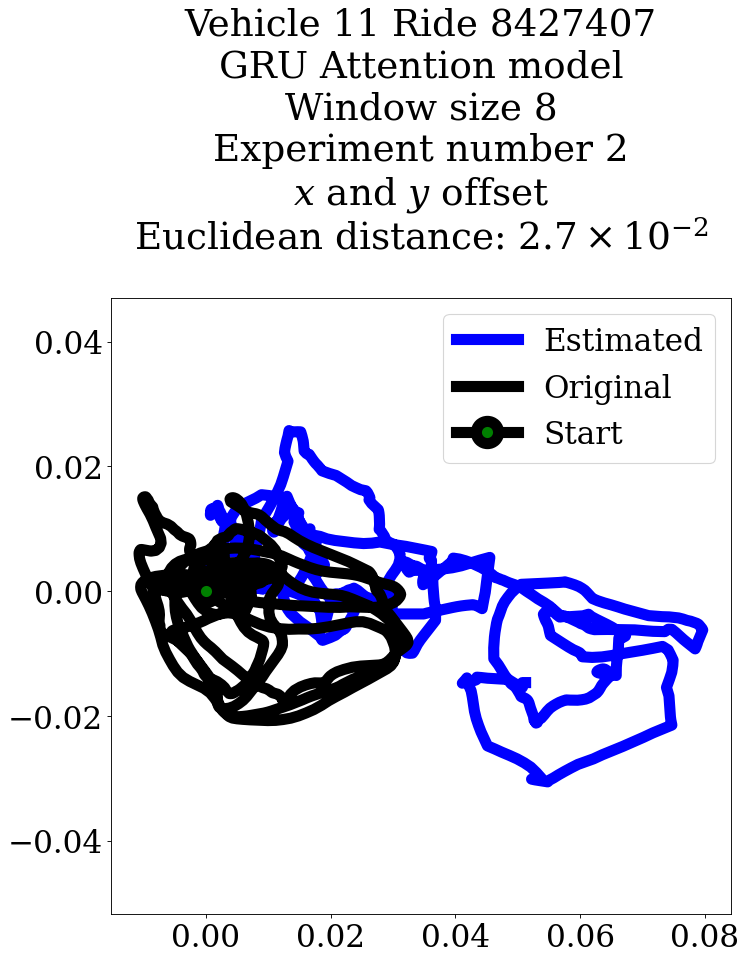 Vehicle 11 Ride 8427407
GRU Attention model
Window size 8
Experiment number 2
x and y offset
Euclidean distance: 2.7 × 10⁻²
Estimated
Original
Start
0.04
0.02
0.00
−0.02
−0.04
0.00 0.02 0.04 0.06 0.08